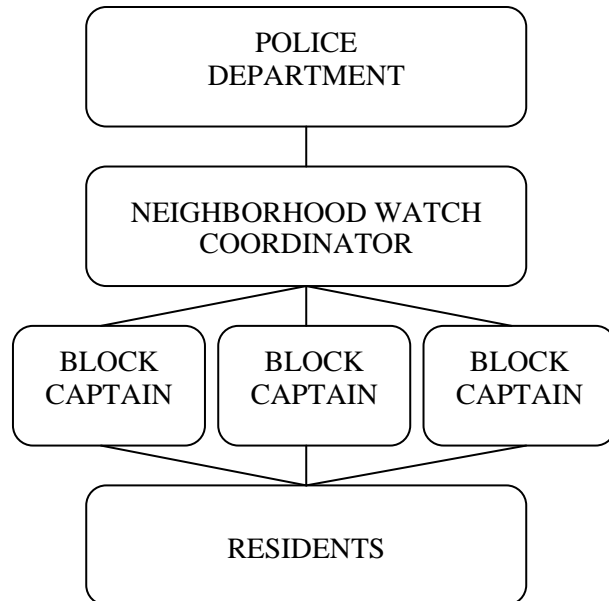 POLICE
DEPARTMENT
NEIGHBORHOOD WATCH
COORDINATOR
BLOCK
CAPTAIN
BLOCK
CAPTAIN
BLOCK
CAPTAIN
RESIDENTS